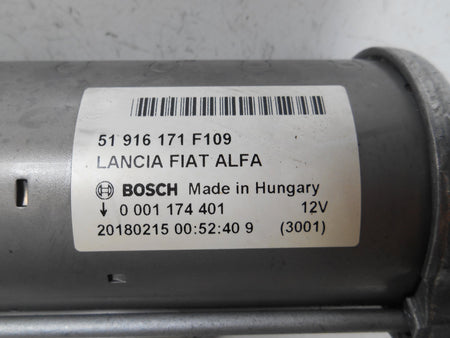 51 916 171 F109
LANCIA FIAT ALFA
BOSCH Made in Hungary
↓ 0 001 174 401 12V
20180215 00:52:40 9 (3001)